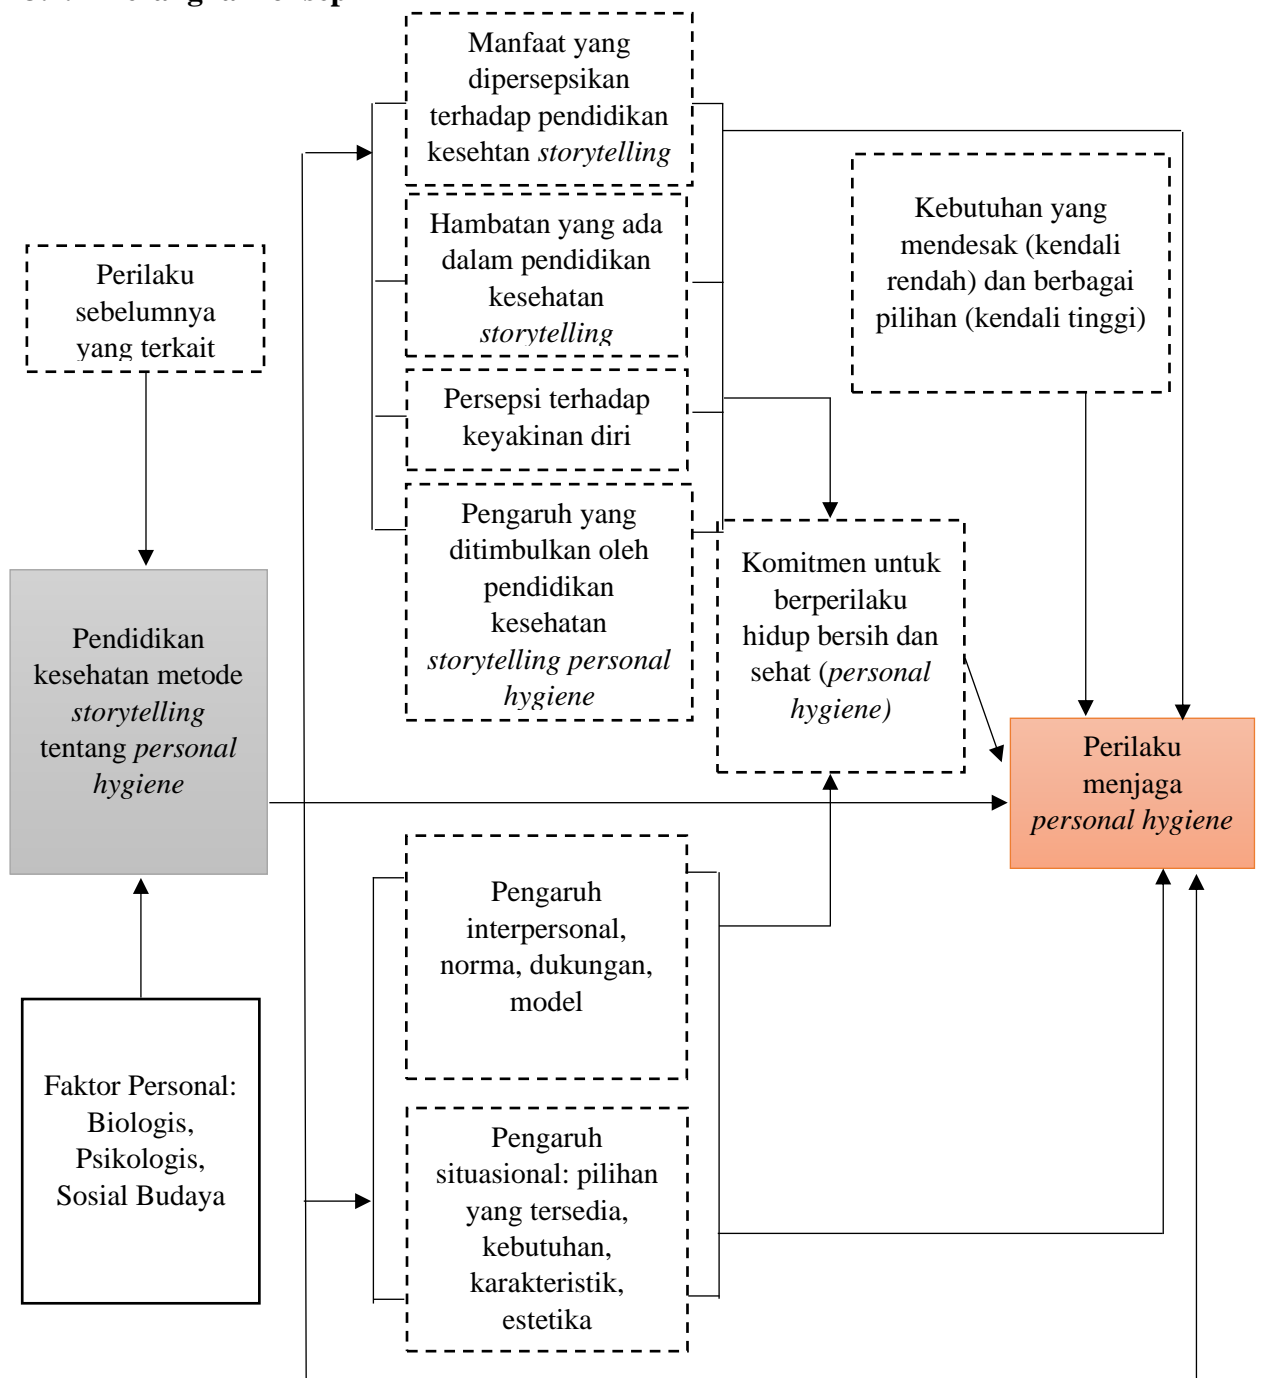 Manfaat yang
dipersepsikan
terhadap pendidikan
kesehtan storytelling
Hambatan yang ada
dalam pendidikan
kesehatan
storytelling
Persepsi terhadap
keyakinan diri
Pengaruh yang
ditimbulkan oleh
pendidikan
kesehatan
storytelling personal
hygiene
Kebutuhan yang
mendesak (kendali
rendah) dan berbagai
pilihan (kendali tinggi)
Perilaku
sebelumnya
yang terkait
Pendidikan
kesehatan metode
storytelling
tentang personal
hygiene
Komitmen untuk
berperilaku
hidup bersih dan
sehat (personal
hygiene)
Perilaku
menjaga
personal hygiene
Faktor Personal:
Biologis,
Psikologis,
Sosial Budaya
Pengaruh
interpersonal,
norma, dukungan,
model
Pengaruh
situasional: pilihan
yang tersedia,
kebutuhan,
karakteristik,
estetika